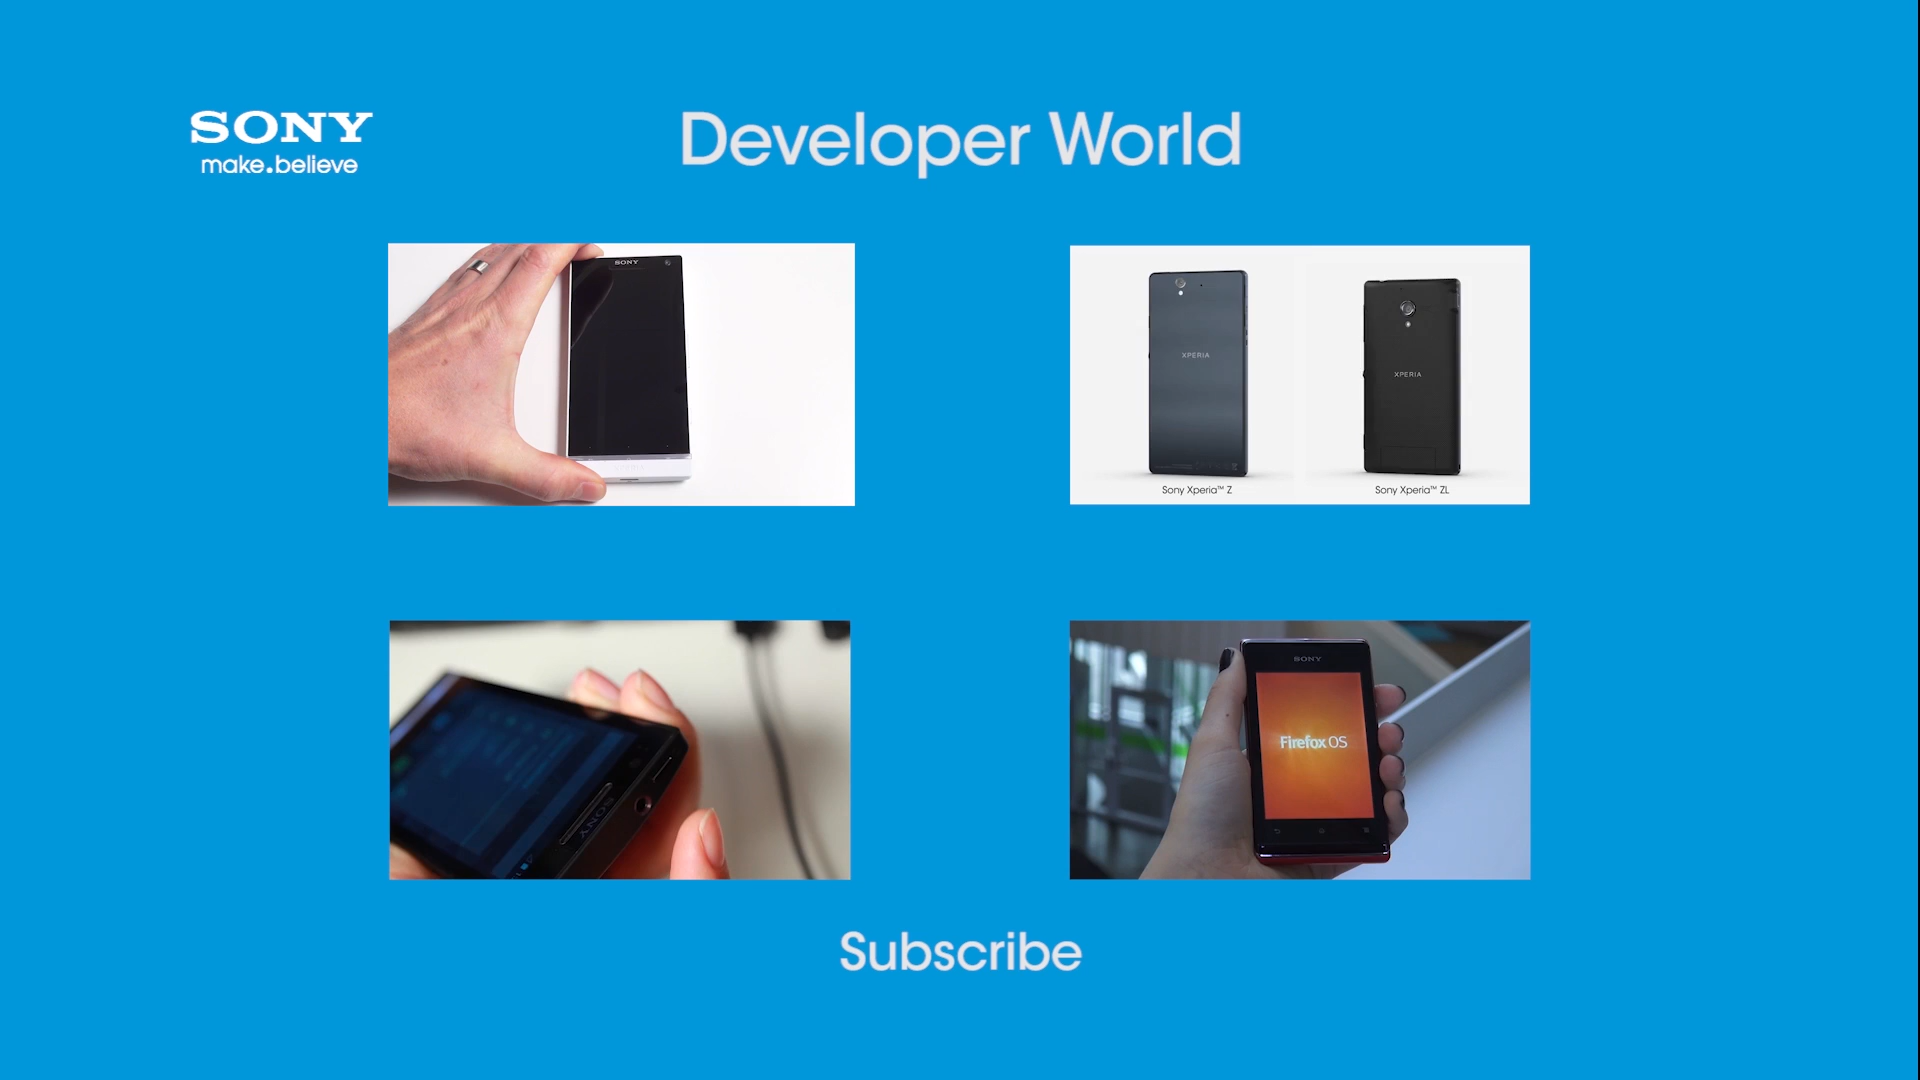 SONY
make.believe
Developer World
SONY
XPERIA
XPERIA
Sony Xperia™ Z
Sony Xperia™ ZL
SONY
SONY
Firefox OS
Subscribe